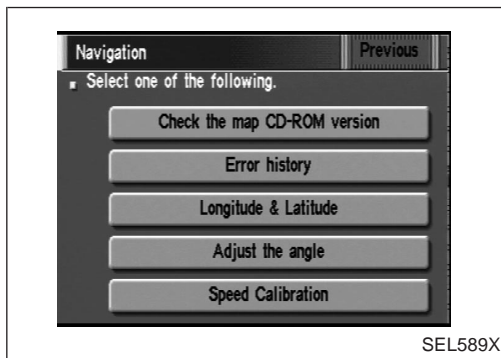 Navigation Previous
Select one of the following.
Check the map CD-ROM version
Error history
Longitude & Latitude
Adjust the angle
Speed Calibration
SEL589X